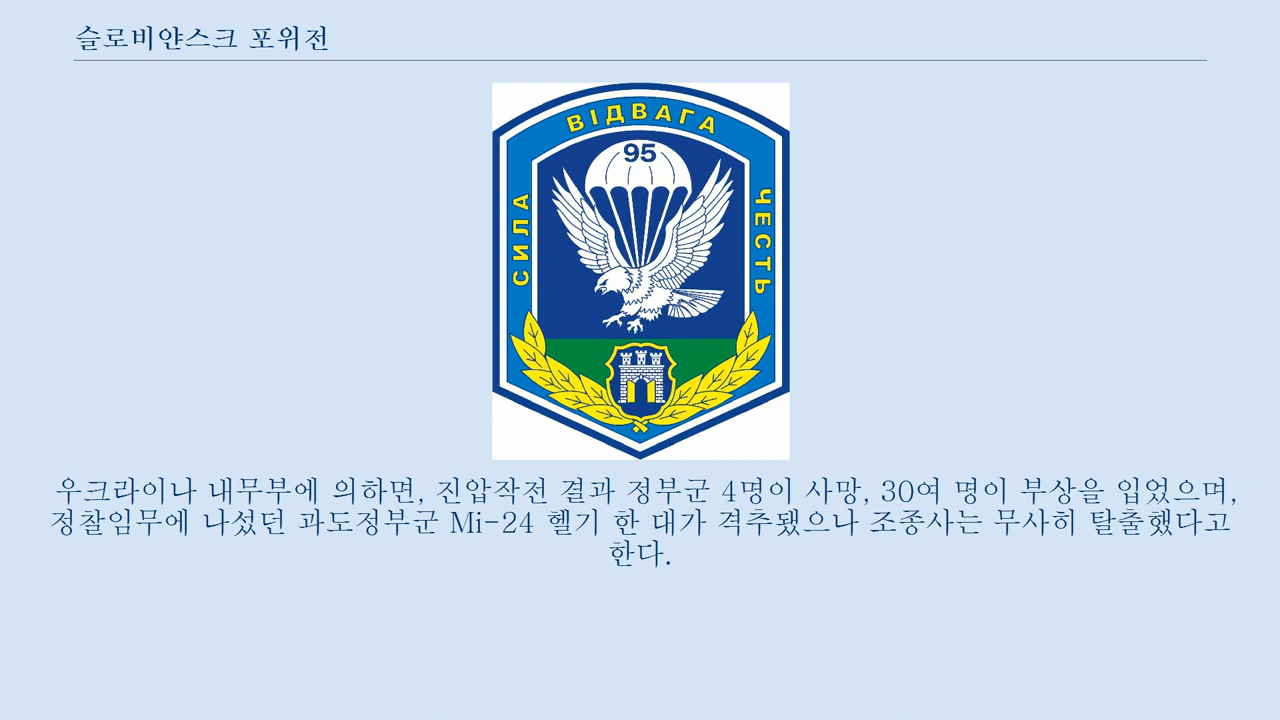 슬로비얀스크 포위전
ВІДВАГА
95
СИЛА
ЧЕСТЬ
우크라이나 내무부에 의하면, 진압작전 결과 정부군 4명이 사망, 30여 명이 부상을 입었으며,
정찰임무에 나섰던 과도정부군 Mi-24 헬기 한 대가 격추됐으나 조종사는 무사히 탈출했다고
한다.